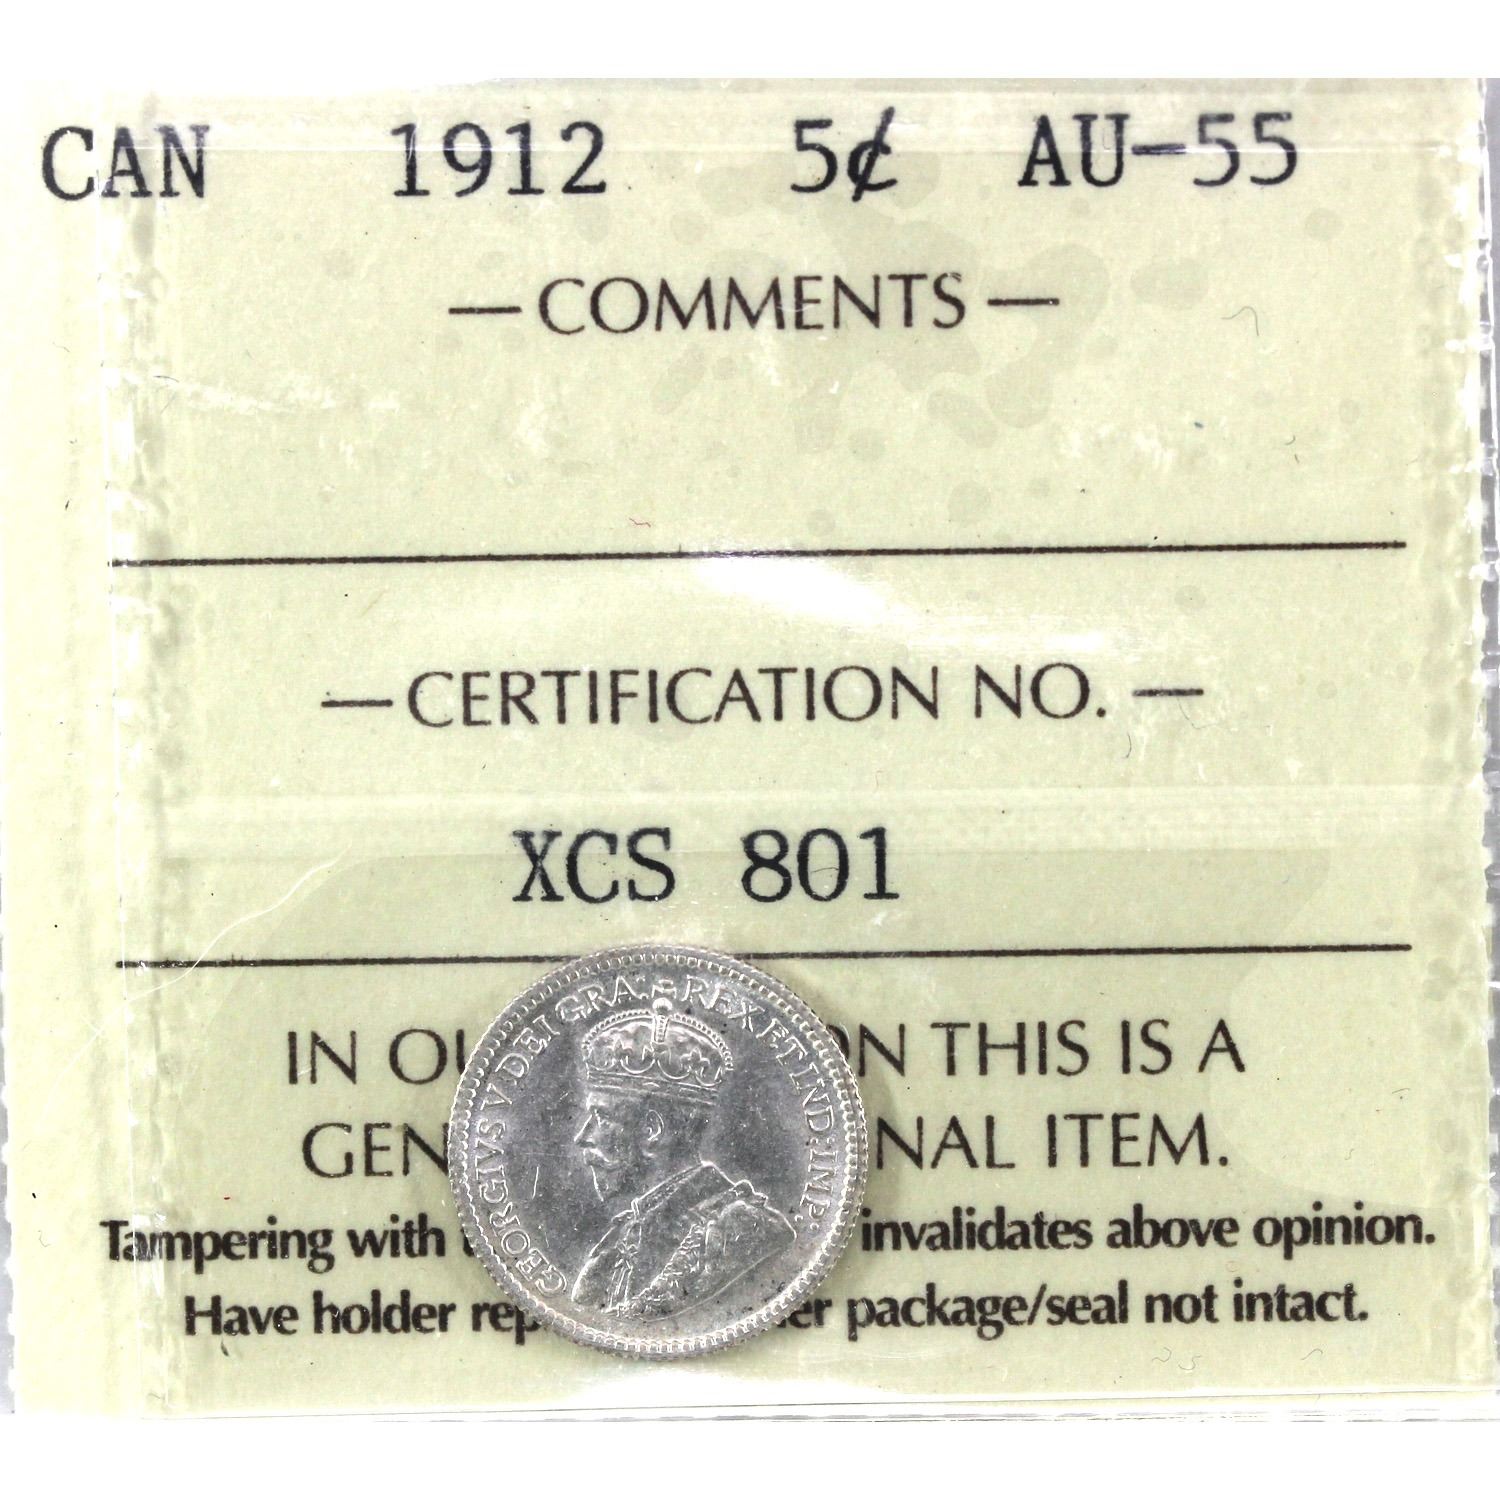 CAN 1912 5¢ AU-55
— COMMENTS —
— CERTIFICATION NO. —
XCS 801
IN ON THIS IS A
GEN NAL ITEM.
Tampering with invalidates above opinion.
Have holder rep er package/seal not intact.
GEORGIVS V DEI GRA: REX ET IND: IMP: